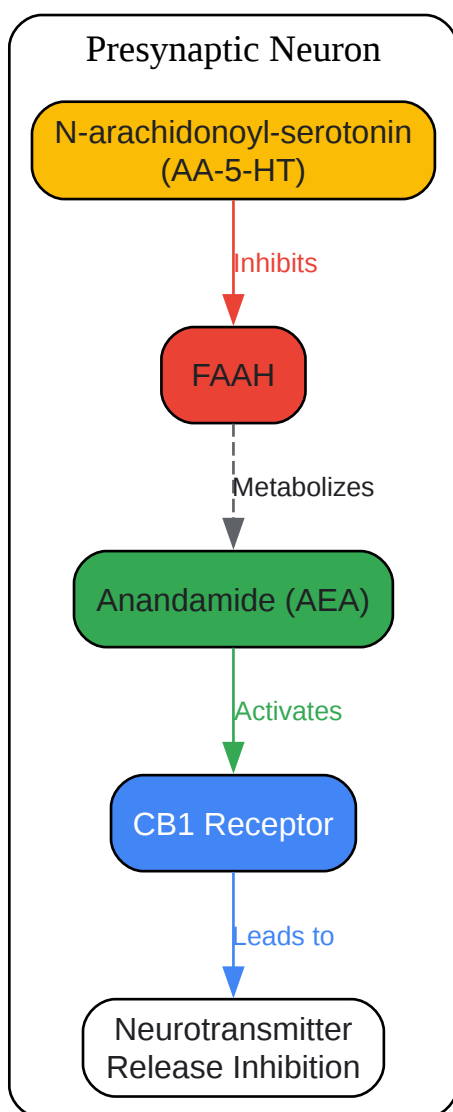 Presynaptic Neuron
N-arachidonoyl-serotonin
(AA-5-HT)
Inhibits
FAAH
Metabolizes
Anandamide (AEA)
Activates
CB1 Receptor
Leads to
Neurotransmitter
Release Inhibition